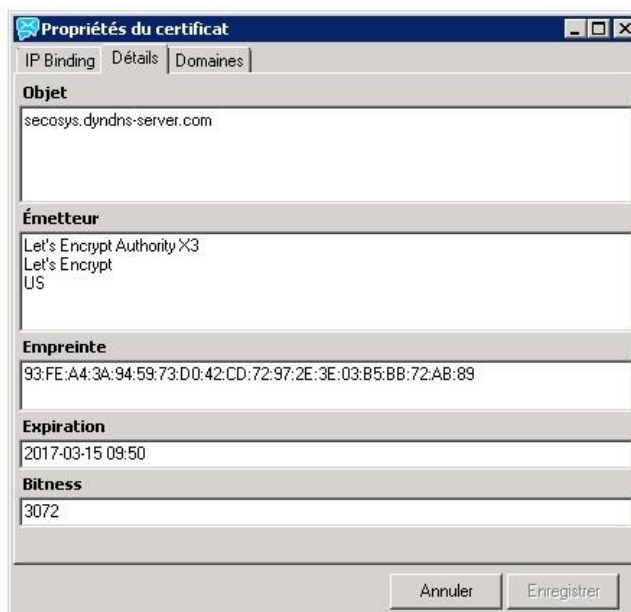 Propriétés du certificat
IP Binding Détails Domaines
Objet
secosys.dyndns-server.com
Émetteur
Let's Encrypt Authority X3
Let's Encrypt
US
Empreinte
93:FE:A4:3A:94:59:73:D0:42:CD:72:97:2E:3E:03:B5:BB:72:AB:89
Expiration
2017-03-15 09:50
Bitness
3072
Annuler Enregistrer